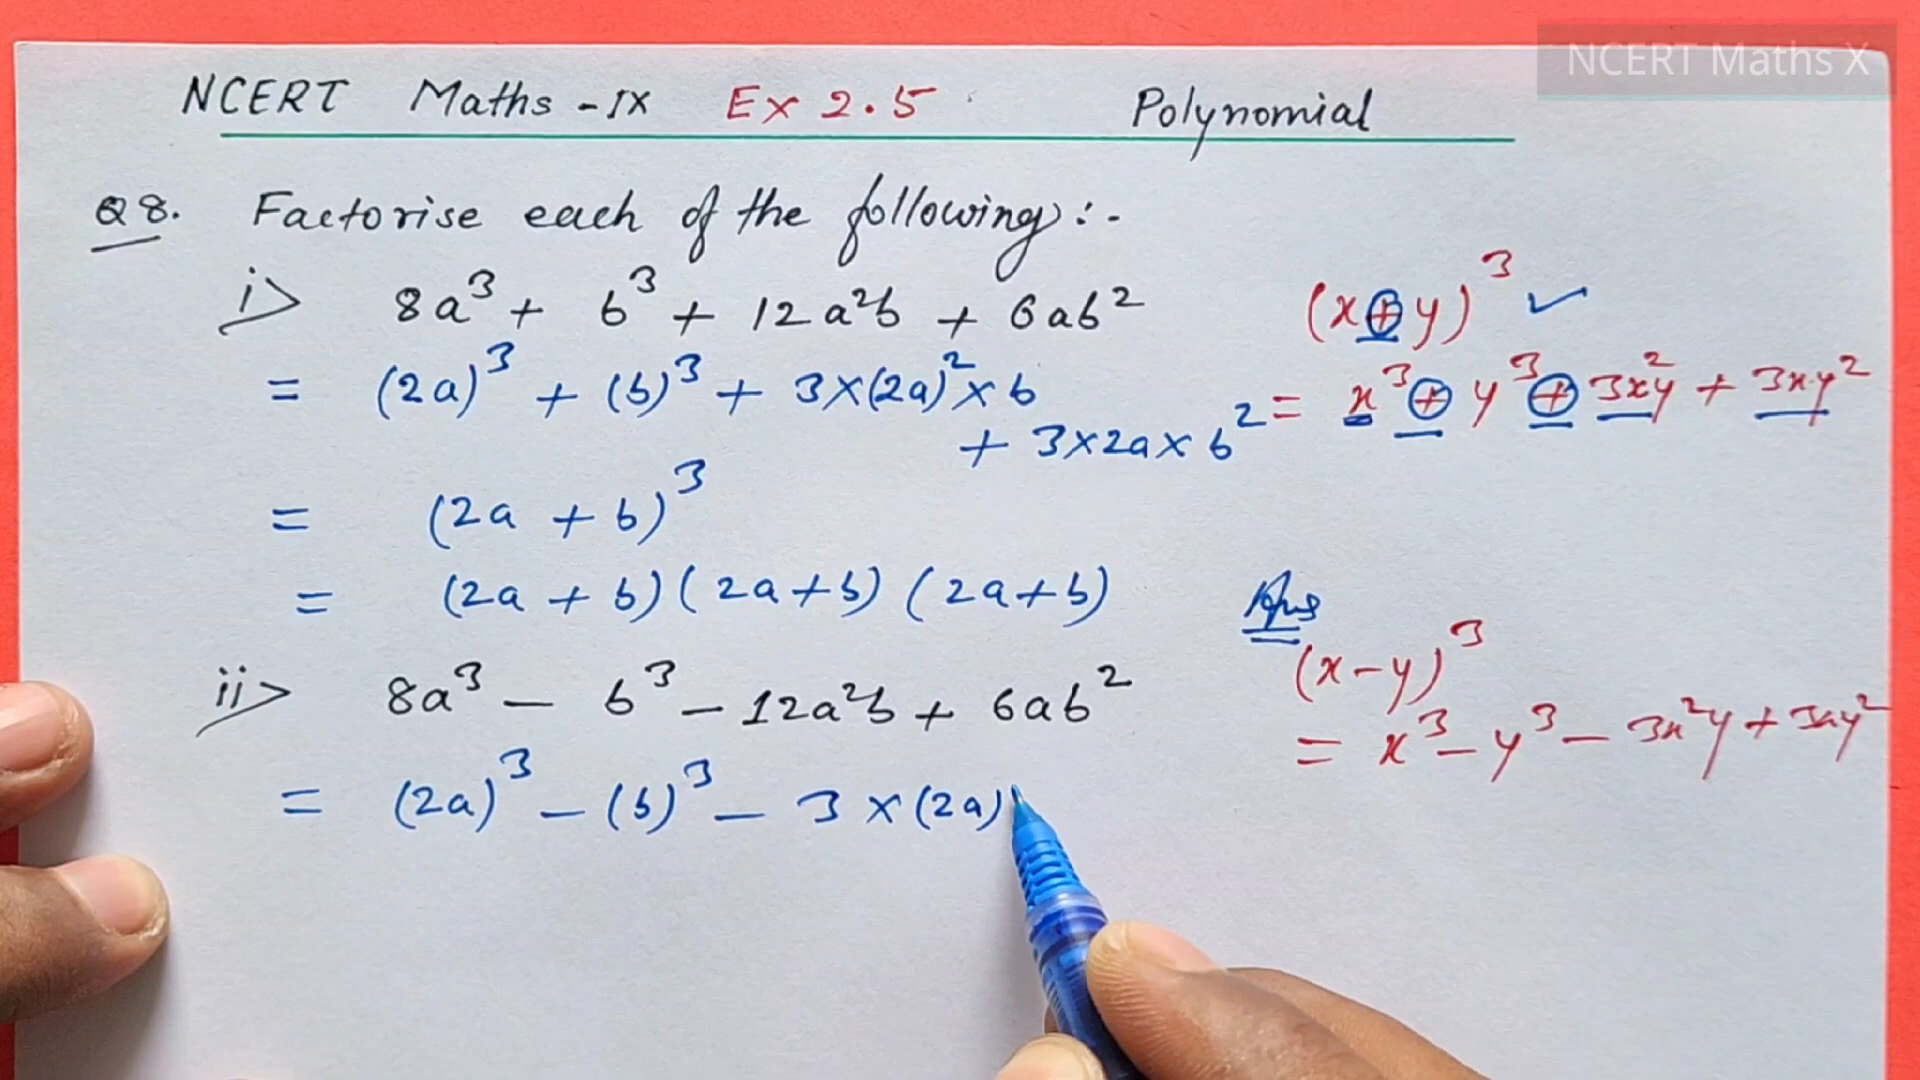 NCERT Maths X
NCERT Maths - IX Ex 2.5 Polynomial
Q8. Factorise each of the following:-
i> 8a³ + b³ + 12a²b + 6ab²
= (2a)³ + (b)³ + 3×(2a)²×b
+ 3×2a×b²
= (2a + b)³
= (2a + b)(2a+b)(2a+b)
Ans
(x+y)³ ✓
= x³ + y³ + 3x²y + 3xy²
ii> 8a³ - b³ - 12a²b + 6ab²
= (2a)³ - (b)³ - 3 × (2a)
(x-y)³
= x³ - y³ - 3x²y + 3xy²